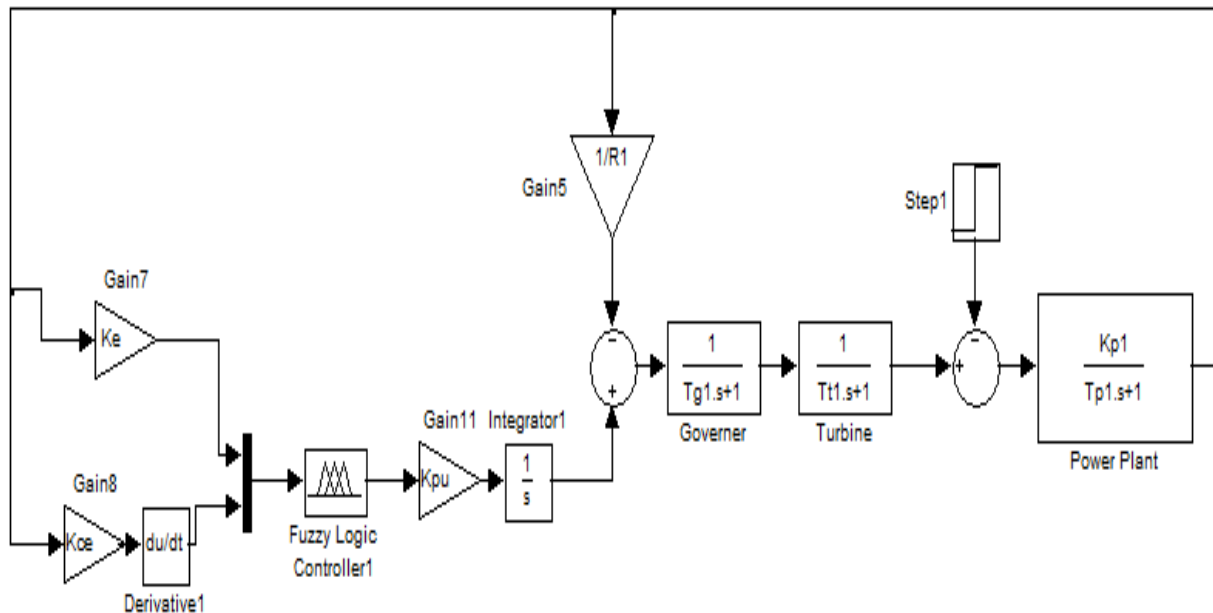 1/R1
Gain5
Step1
Gain7
Ke
-
+
1
Tg1.s+1
Governer
1
Tt1.s+1
Turbine
-
+
Kp1
Tp1.s+1
Power Plant
Gain11
Kpu
Integrator1
1
s
Fuzzy Logic
Controller1
Gain8
Kce
du/dt
Derivative1